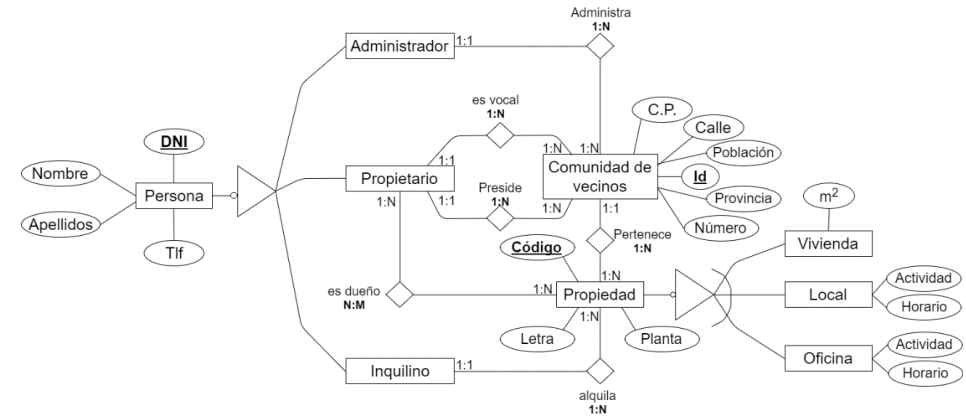 Administra
1:N
Administrador
1:1
C.P.
es vocal
1:N
Calle
DNI
Población
1:N
1:N
Nombre
1:1
Comunidad de
vecinos
Id
Persona
Propietario
Preside
1:N
m²
1:N
1:1
1:N
1:1
Provincia
Apellidos
Número
Código
Pertenece
1:N
Vivienda
Tlf
1:N
Actividad
es dueño
N:M
1:N
Propiedad
Local
1:N
Horario
Letra
Planta
Actividad
Inquilino
1:1
Oficina
Horario
alquila
1:N